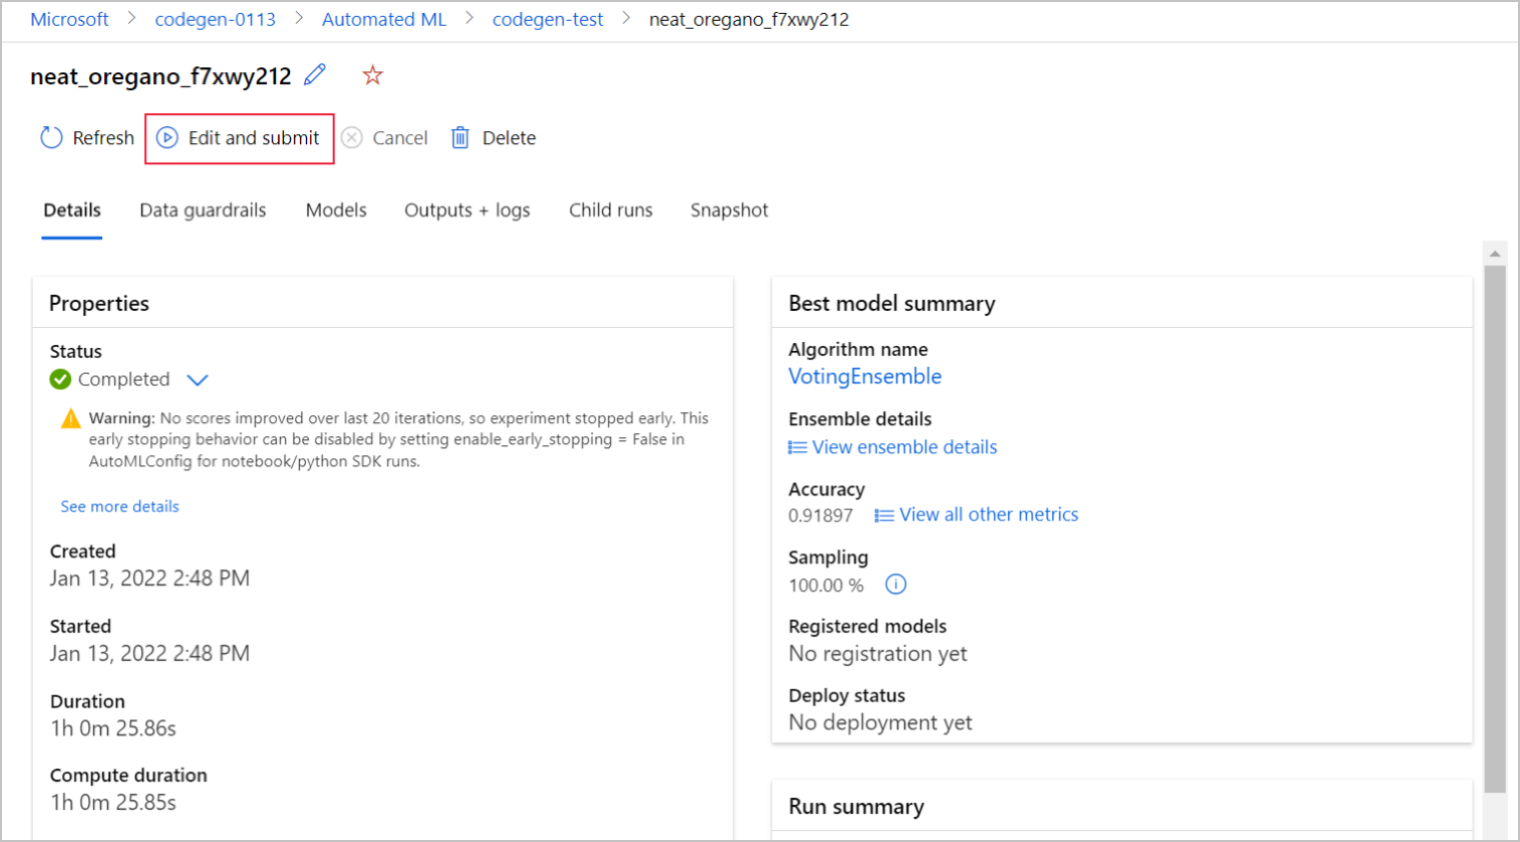 Microsoft > codegen-0113 > Automated ML > codegen-test > neat_oregano_f7xwy212
neat_oregano_f7xwy212
Refresh Edit and submit Cancel Delete
Details Data guardrails Models Outputs + logs Child runs Snapshot
Properties
Status
Completed
Warning: No scores improved over last 20 iterations, so experiment stopped early. This
early stopping behavior can be disabled by setting enable_early_stopping = False in
AutoMLConfig for notebook/python SDK runs.
See more details
Created
Jan 13, 2022 2:48 PM
Started
Jan 13, 2022 2:48 PM
Duration
1h 0m 25.86s
Compute duration
1h 0m 25.85s
Best model summary
Algorithm name
VotingEnsemble
Ensemble details
View ensemble details
Accuracy
0.91897 View all other metrics
Sampling
100.00 %
Registered models
No registration yet
Deploy status
No deployment yet
Run summary